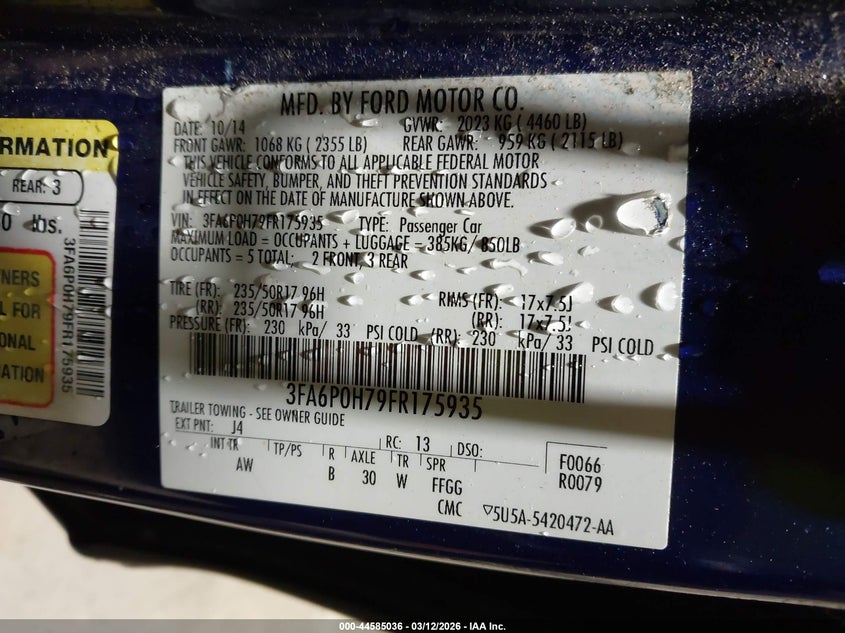 RMATION
REAR: 3
0 lbs.
3FA6P0H79FR175935
WNERS
L FOR
ONAL
ATION
MFD. BY FORD MOTOR CO.
DATE: 10/14 GVWR: 2023 KG ( 4460 LB)
FRONT GAWR: 1068 KG ( 2355 LB) REAR GAWR: 959 KG ( 2115 LB)
THIS VEHICLE CONFORMS TO ALL APPLICABLE FEDERAL MOTOR
VEHICLE SAFETY, BUMPER, AND THEFT PREVENTION STANDARDS
IN EFFECT ON THE DATE OF MANUFACTURE SHOWN ABOVE.
VIN: 3FA6P0H79FR175935 TYPE: Passenger Car
MAXIMUM LOAD = OCCUPANTS + LUGGAGE = 385KG/ 850LB
OCCUPANTS = 5 TOTAL: 2 FRONT, 3 REAR
TIRE (FR): 235/50R17 96H RIMS (FR): 17x7.5J
(RR): 235/50R17 96H (RR): 17x7.5J
PRESSURE (FR): 230 kPa/ 33 PSI COLD (RR): 230 kPa/ 33 PSI COLD
3FA6P0H79FR175935
TRAILER TOWING - SEE OWNER GUIDE
EXT PNT: J4 RC: 13 DSO: F0066
R0079
INT TR TP/PS R AXLE TR SPR
AW B 30 W FFGG
CMC ▽5U5A-5420472-AA
000-44585036 - 03/12/2026 - IAA Inc.